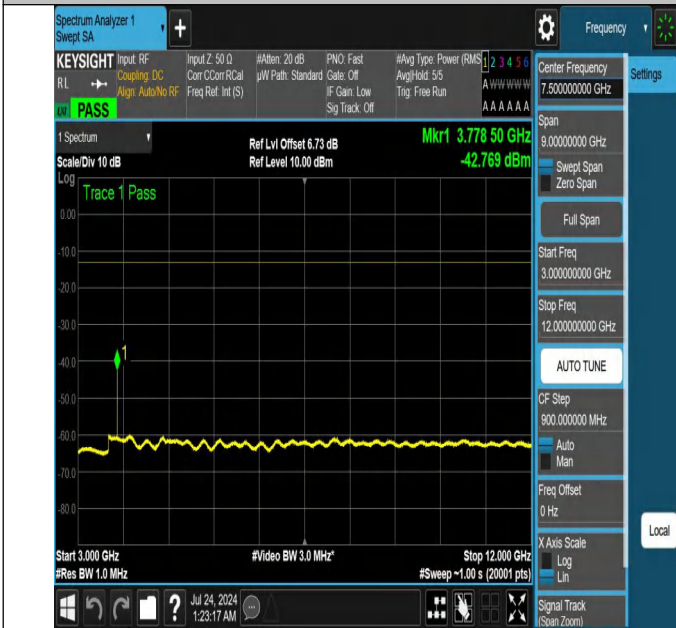 Spectrum Analyzer 1
Swept SA
+
Frequency
KEYSIGHT
RL
PASS
Input: RF
Coupling: DC
Align: Auto/No RF
Input Z: 50 Ω
Corr CCorr RCal
Freq Ref: Int (S)
#Atten: 20 dB
µW Path: Standard
PNO: Fast
Gate: Off
IF Gain: Low
Sig Track: Off
#Avg Type: Power (RMS
Avg|Hold: 5/5
Trig: Free Run
1 2 3 4 5 6
A W W W W W
A A A A A A
1 Spectrum
Scale/Div 10 dB
Log
Ref Lvl Offset 6.73 dB
Ref Level 10.00 dBm
Mkr1 3.778 50 GHz
-42.769 dBm
Trace 1 Pass
0.00
-10.0
-20.0
-30.0
-40.0
-50.0
-60.0
-70.0
-80.0
1
Start 3.000 GHz
#Res BW 1.0 MHz
#Video BW 3.0 MHz*
Stop 12.000 GHz
#Sweep ~1.00 s (20001 pts)
?
Jul 24, 2024
1:23:17 AM
Center Frequency
7.500000000 GHz
Span
9.00000000 GHz
Swept Span
Zero Span
Full Span
Start Freq
3.000000000 GHz
Stop Freq
12.000000000 GHz
AUTO TUNE
CF Step
900.000000 MHz
Auto
Man
Freq Offset
0 Hz
X Axis Scale
Log
Lin
Signal Track
(Span Zoom)
Settings
Local